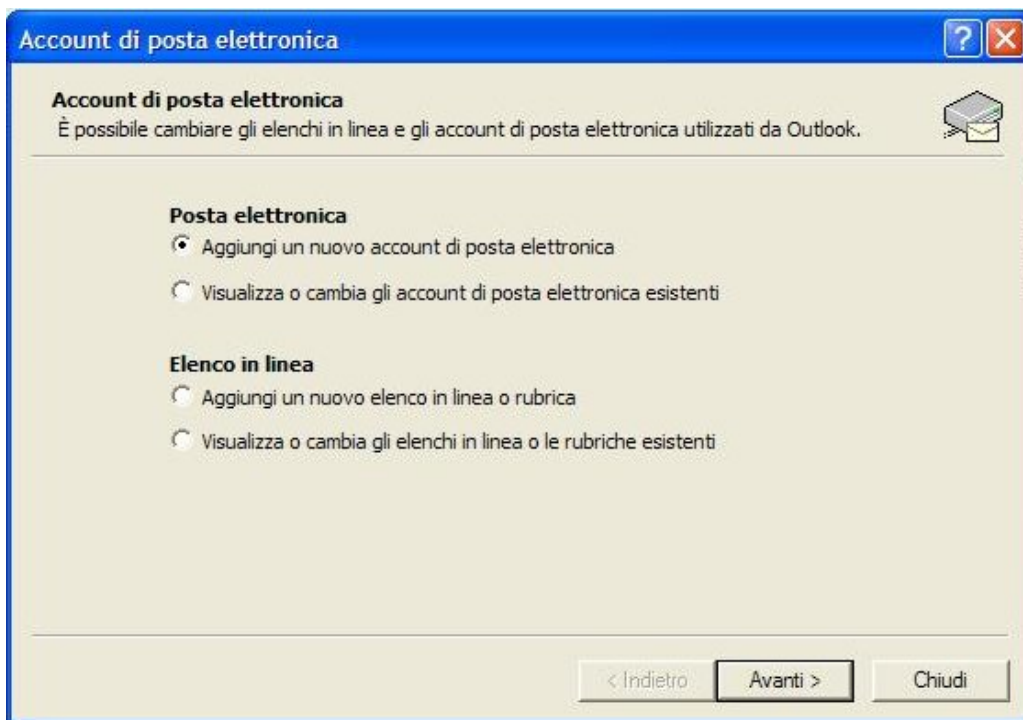 Account di posta elettronica
?
Account di posta elettronica
È possibile cambiare gli elenchi in linea e gli account di posta elettronica utilizzati da Outlook.
Posta elettronica
Aggiungi un nuovo account di posta elettronica
Visualizza o cambia gli account di posta elettronica esistenti
Elenco in linea
Aggiungi un nuovo elenco in linea o rubrica
Visualizza o cambia gli elenchi in linea o le rubriche esistenti
< Indietro Avanti > Chiudi